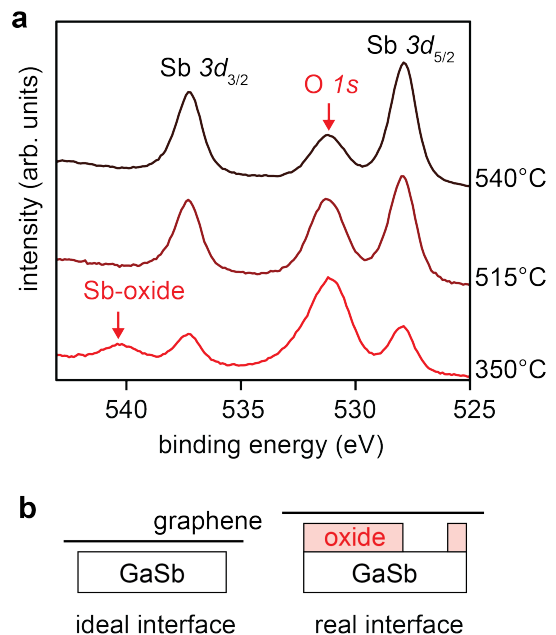 a
Sb 3d3/2
Sb 3d5/2
O 1s
540°C
515°C
Sb-oxide
350°C
intensity (arb. units)
540 535 530 525
binding energy (eV)
b
graphene
oxide
GaSb GaSb
ideal interface real interface